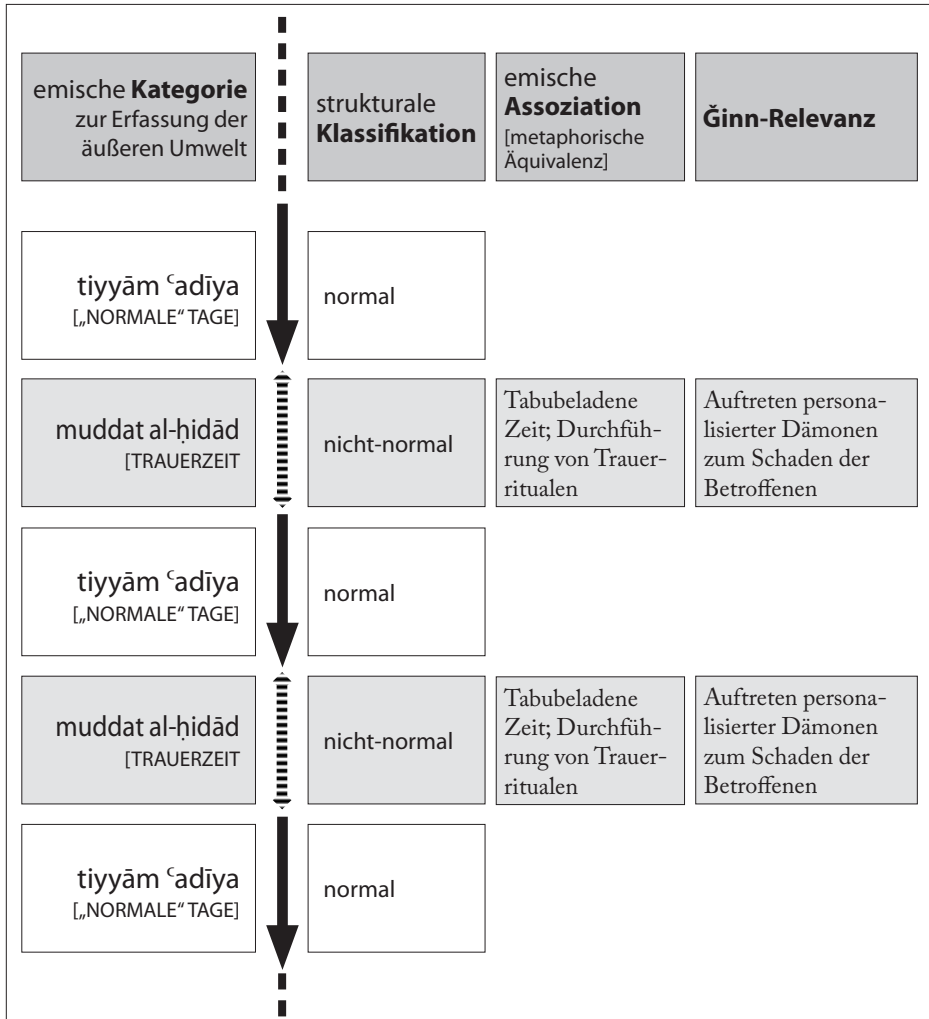 emische Kategorie
zur Erfassung der
äußeren Umwelt
strukturale
Klassifikation
emische
Assoziation
[metaphorische
Äquivalenz]
Ǧinn-Relevanz
tiyyām ʿadīya
[„NORMALE“ TAGE]
normal
muddat al-ḥidād
[TRAUERZEIT
nicht-normal
Tabubeladene
Zeit; Durchfüh-
rung von Trauer-
ritualen
Auftreten persona-
lisierter Dämonen
zum Schaden der
Betroffenen
tiyyām ʿadīya
[„NORMALE“ TAGE]
normal
muddat al-ḥidād
[TRAUERZEIT
nicht-normal
Tabubeladene
Zeit; Durchfüh-
rung von Trauer-
ritualen
Auftreten persona-
lisierter Dämonen
zum Schaden der
Betroffenen
tiyyām ʿadīya
[„NORMALE“ TAGE]
normal